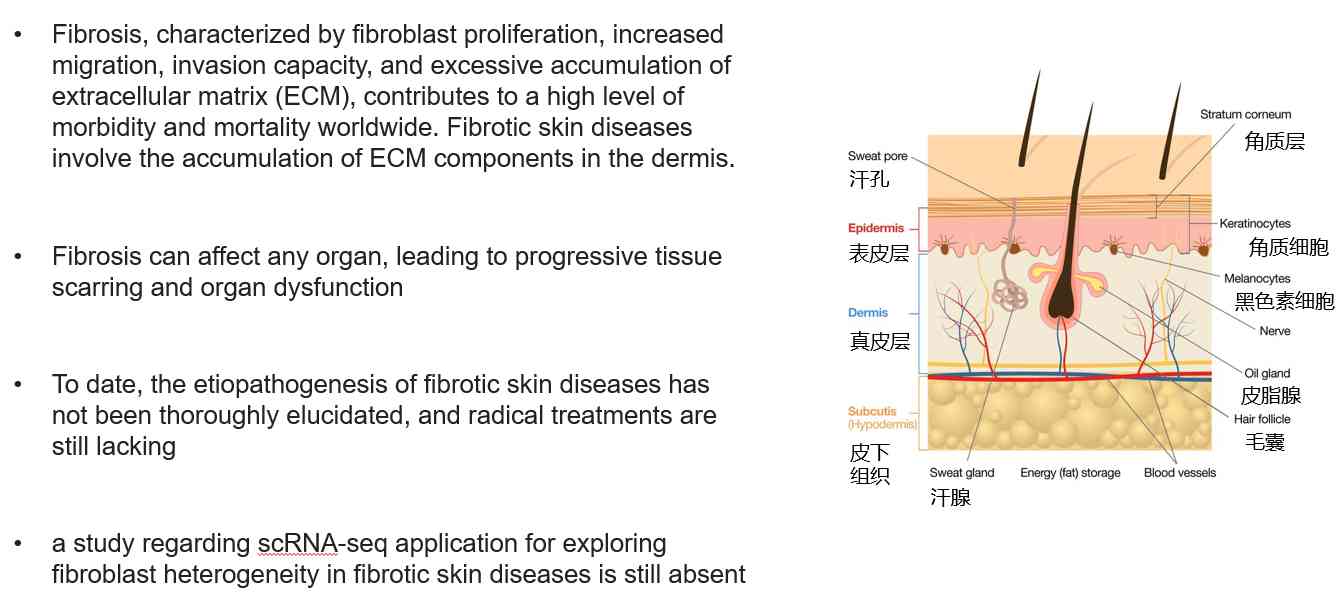 • Fibrosis, characterized by fibroblast proliferation, increased
migration, invasion capacity, and excessive accumulation of
extracellular matrix (ECM), contributes to a high level of
morbidity and mortality worldwide. Fibrotic skin diseases
involve the accumulation of ECM components in the dermis.
• Fibrosis can affect any organ, leading to progressive tissue
scarring and organ dysfunction
• To date, the etiopathogenesis of fibrotic skin diseases has
not been thoroughly elucidated, and radical treatments are
still lacking
• a study regarding scRNA-seq application for exploring
fibroblast heterogeneity in fibrotic skin diseases is still absent
Sweat pore
汗孔
Epidermis
表皮层
Dermis
真皮层
Subcutis
(Hypodermis)
皮下
组织
Sweat gland
汗腺
Energy (fat) storage
Blood vessels
Stratum corneum
角质层
Keratinocytes
角质细胞
Melanocytes
黑色素细胞
Nerve
Oil gland
皮脂腺
Hair follicle
毛囊